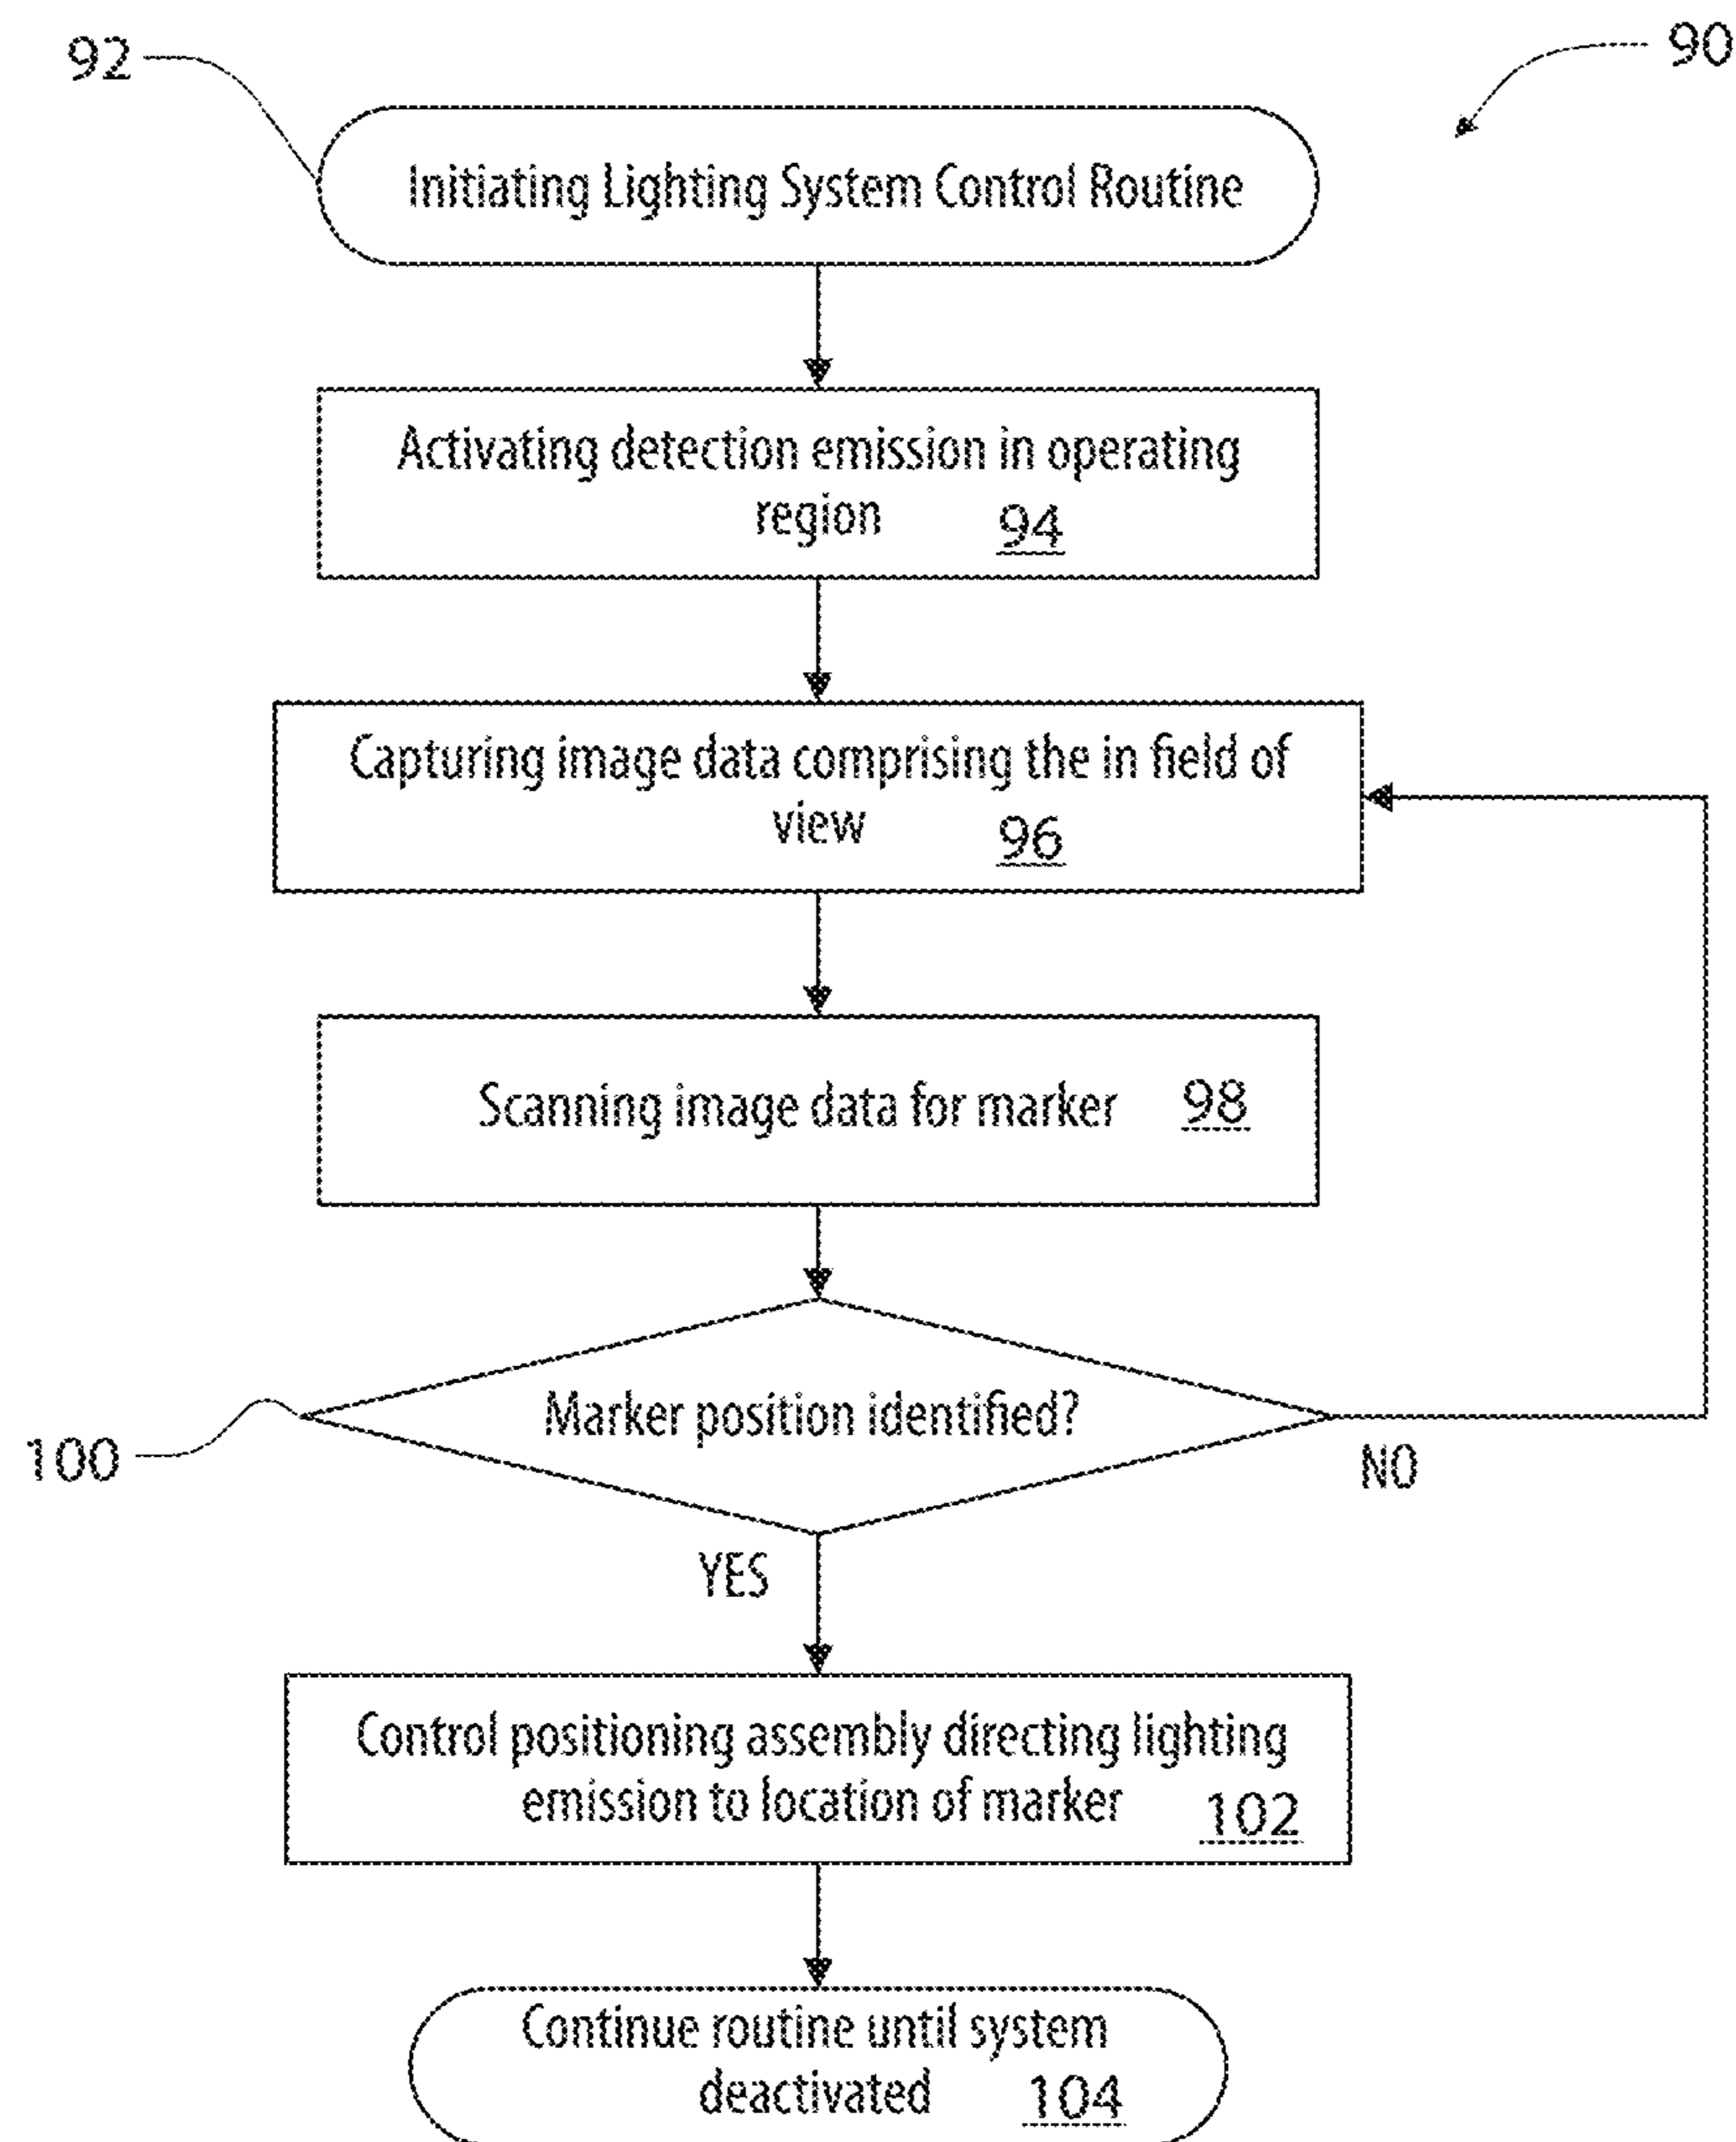 92
90
Initiating Lighting System Control Routine
Activating detection emission in operating
region 94
Capturing image data comprising the in field of
view 96
Scanning image data for marker 98
Marker position identified?
100
NO
YES
Control positioning assembly directing lighting
emission to location of marker 102
Continue routine until system
deactivated 104